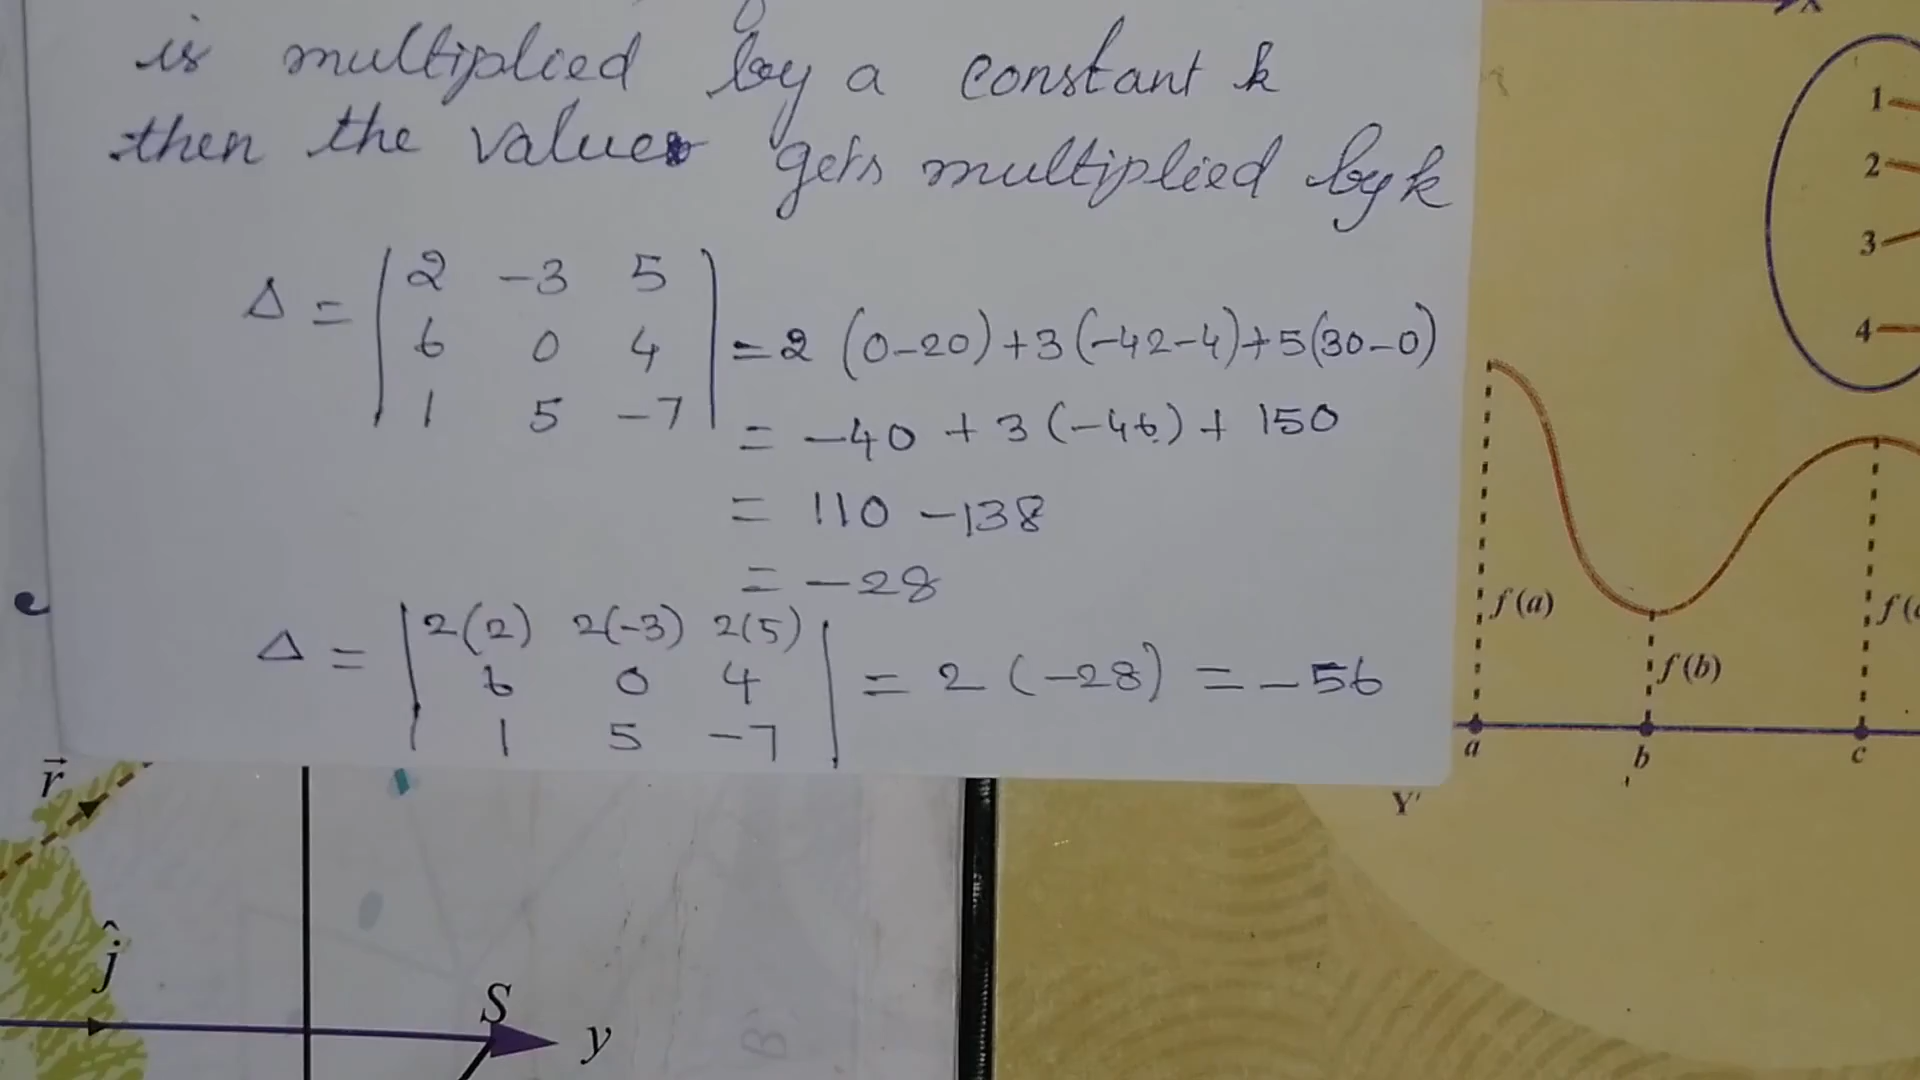 is multiplied by a constant k
then the value gets multiplied by k
Δ = | 2 -3 5 |
| 6 0 4 | = 2 (0-20) + 3(-42-4) + 5(30-0)
| 1 5 -7 |
= -40 + 3(-46) + 150
= 110 - 138
= -28
Δ = | 2(2) 2(-3) 2(5) |
| 6 0 4 | = 2 (-28) = -56
| 1 5 -7 |
X
1
2
3
4
f(a)
f(b)
a
b
c
Y'
r⃗
ĵ
S
y